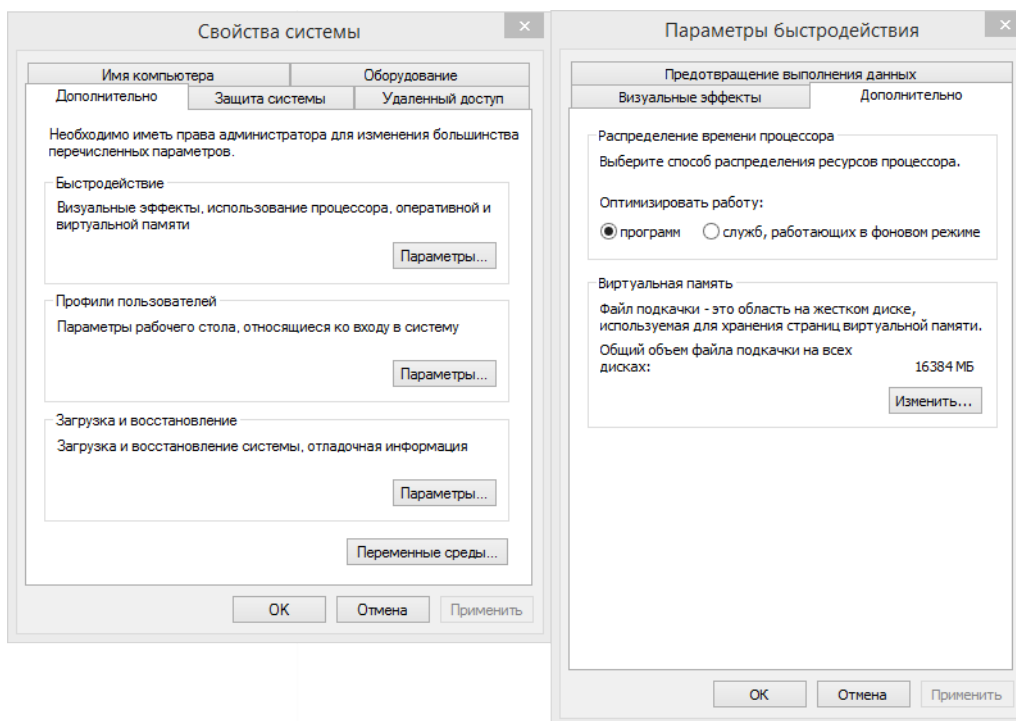 Свойства системы
Имя компьютера
Оборудование
Дополнительно
Защита системы
Удаленный доступ
Необходимо иметь права администратора для изменения большинства
перечисленных параметров.
Быстродействие
Визуальные эффекты, использование процессора, оперативной и
виртуальной памяти
Параметры...
Профили пользователей
Параметры рабочего стола, относящиеся ко входу в систему
Параметры...
Загрузка и восстановление
Загрузка и восстановление системы, отладочная информация
Параметры...
Переменные среды...
ОК
Отмена
Применить
Параметры быстродействия
Предотвращение выполнения данных
Визуальные эффекты
Дополнительно
Распределение времени процессора
Выберите способ распределения ресурсов процессора.
Оптимизировать работу:
программ
служб, работающих в фоновом режиме
Виртуальная память
Файл подкачки - это область на жестком диске,
используемая для хранения страниц виртуальной памяти.
Общий объем файла подкачки на всех
дисках:
16384 МБ
Изменить...
ОК
Отмена
Применить